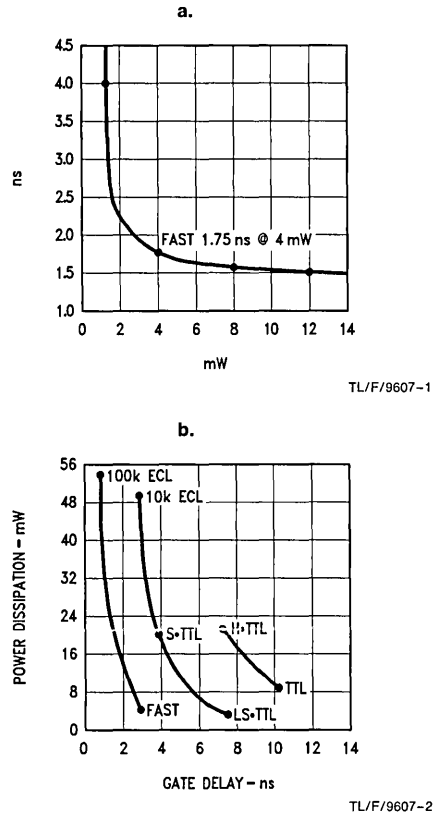 a.
4.5
4.0
3.5
3.0
2.5
2.0
1.5
1.0
ns
FAST 1.75 ns @ 4 mW
0 2 4 6 8 10 12 14
mW
TL/F/9607-1
b.
56
48
40
32
24
16
8
0
POWER DISSIPATION – mW
100k ECL
10k ECL
S•TTL
H•TTL
FAST
LS•TTL
TTL
0 2 4 6 8 10 12 14
GATE DELAY – ns
TL/F/9607-2